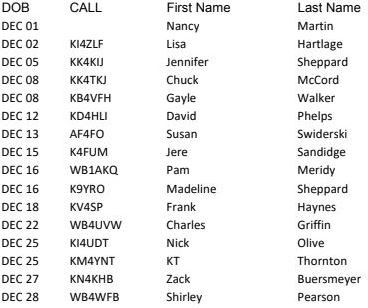 DOB CALL First Name Last Name
DEC 01 Nancy Martin
DEC 02 KI4ZLF Lisa Hartlage
DEC 05 KK4KIJ Jennifer Sheppard
DEC 08 KK4TKJ Chuck McCord
DEC 08 KB4VFH Gayle Walker
DEC 12 KD4HLI David Phelps
DEC 13 AF4FO Susan Swiderski
DEC 15 K4FUM Jere Sandidge
DEC 16 WB1AKQ Pam Meridy
DEC 16 K9YRO Madeline Sheppard
DEC 18 KV4SP Frank Haynes
DEC 22 WB4UVW Charles Griffin
DEC 25 KI4UDT Nick Olive
DEC 25 KM4YNT KT Thornton
DEC 27 KN4KHB Zack Buersmeyer
DEC 28 WB4WFB Shirley Pearson